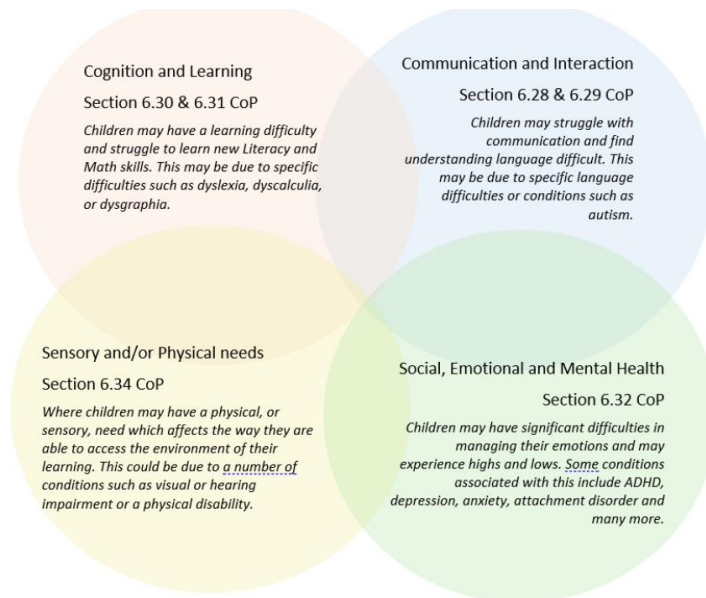 Cognition and Learning
Section 6.30 & 6.31 CoP
Children may have a learning difficulty
and struggle to learn new Literacy and
Math skills. This may be due to specific
difficulties such as dyslexia, dyscalculia,
or dysgraphia.
Communication and Interaction
Section 6.28 & 6.29 CoP
Children may struggle with
communication and find
understanding language difficult. This
may be due to specific language
difficulties or conditions such as
autism.
Sensory and/or Physical needs
Section 6.34 CoP
Where children may have a physical, or
sensory, need which affects the way they are
able to access the environment of their
learning. This could be due to a number of
conditions such as visual or hearing
impairment or a physical disability.
Social, Emotional and Mental Health
Section 6.32 CoP
Children may have significant difficulties in
managing their emotions and may
experience highs and lows. Some conditions
associated with this include ADHD,
depression, anxiety, attachment disorder and
many more.